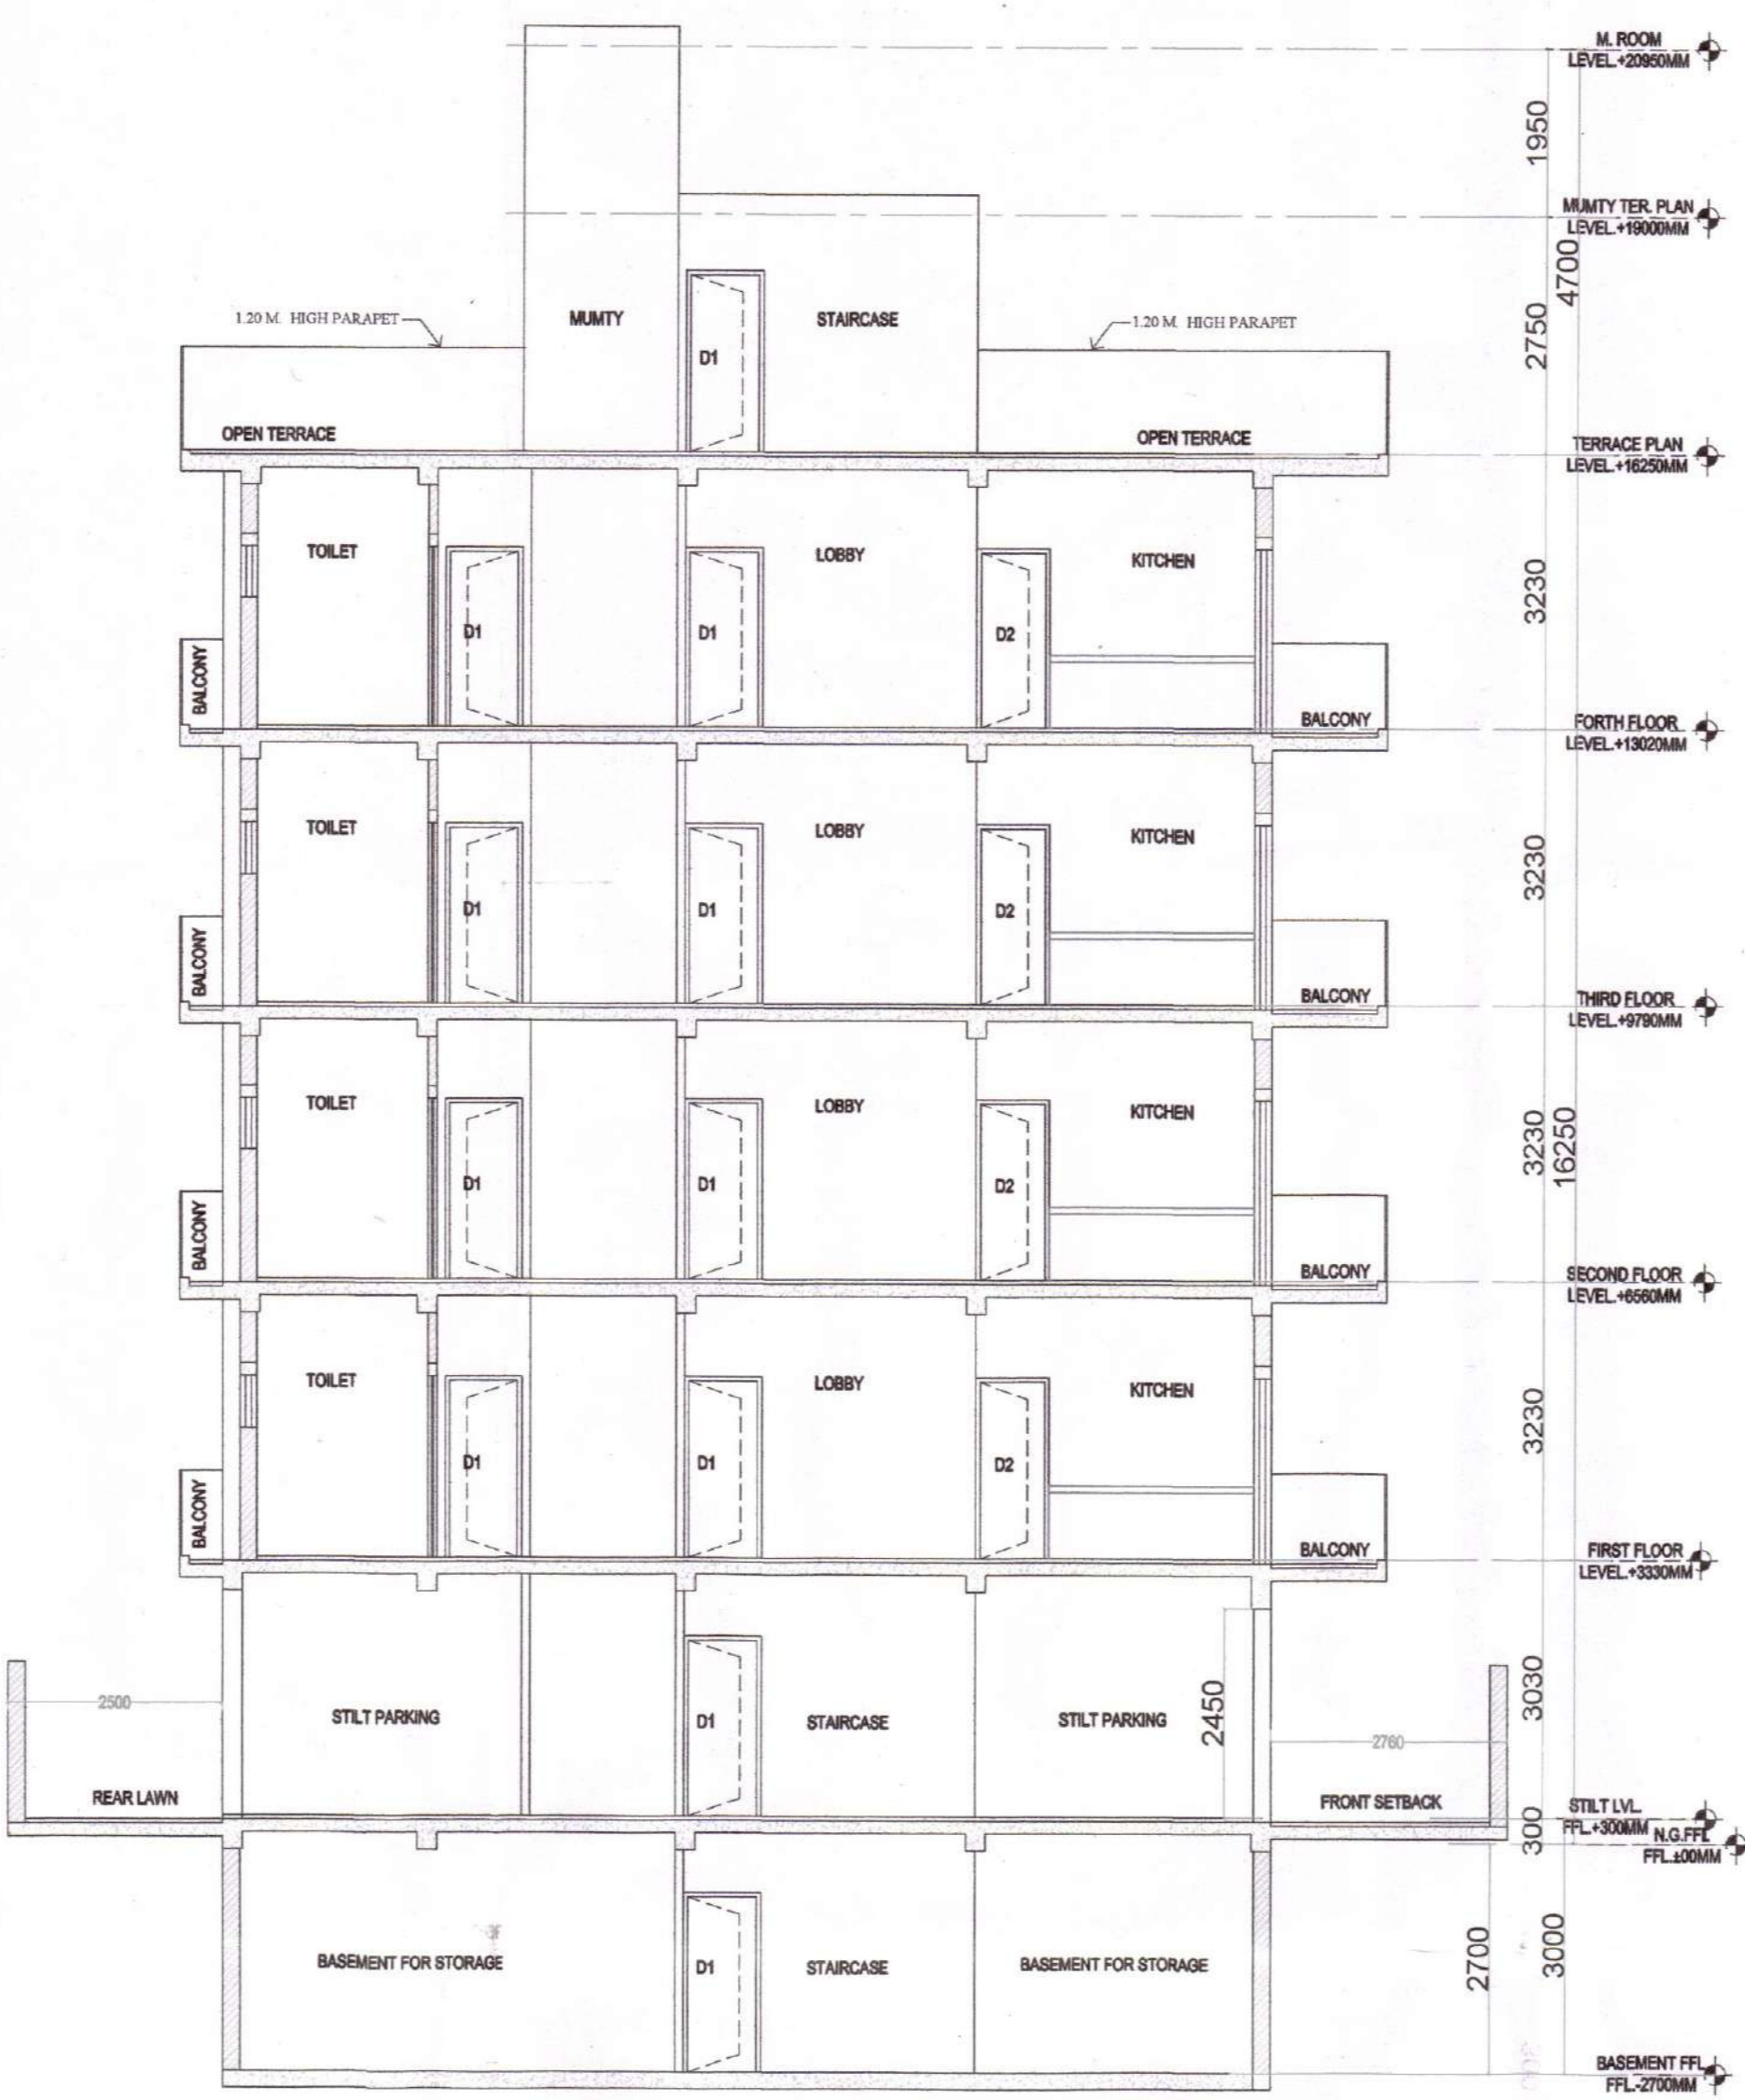 M. ROOM
LEVEL.+20950MM
1950
MUMTY TER. PLAN
LEVEL.+19000MM
4700
2750
1.20 M. HIGH PARAPET
MUMTY
STAIRCASE
1.20 M. HIGH PARAPET
D1
OPEN TERRACE
OPEN TERRACE
TERRACE PLAN
LEVEL.+16250MM
TOILET
LOBBY
KITCHEN
3230
D1
D1
D2
BALCONY
BALCONY
FORTH FLOOR
LEVEL.+13020MM
TOILET
LOBBY
KITCHEN
3230
D1
D1
D2
BALCONY
BALCONY
THIRD FLOOR
LEVEL.+9790MM
TOILET
LOBBY
KITCHEN
3230
16250
D1
D1
D2
BALCONY
BALCONY
SECOND FLOOR
LEVEL.+6560MM
TOILET
LOBBY
KITCHEN
3230
D1
D1
D2
BALCONY
BALCONY
FIRST FLOOR
LEVEL.+3330MM
2500
STILT PARKING
D1
STAIRCASE
STILT PARKING
2450
2760
3030
REAR LAWN
FRONT SETBACK
STILT LVL.
FFL.+300MM
300
N.G.FFL
FFL.±00MM
BASEMENT FOR STORAGE
D1
STAIRCASE
BASEMENT FOR STORAGE
2700
3000
BASEMENT FFL
FFL-2700MM